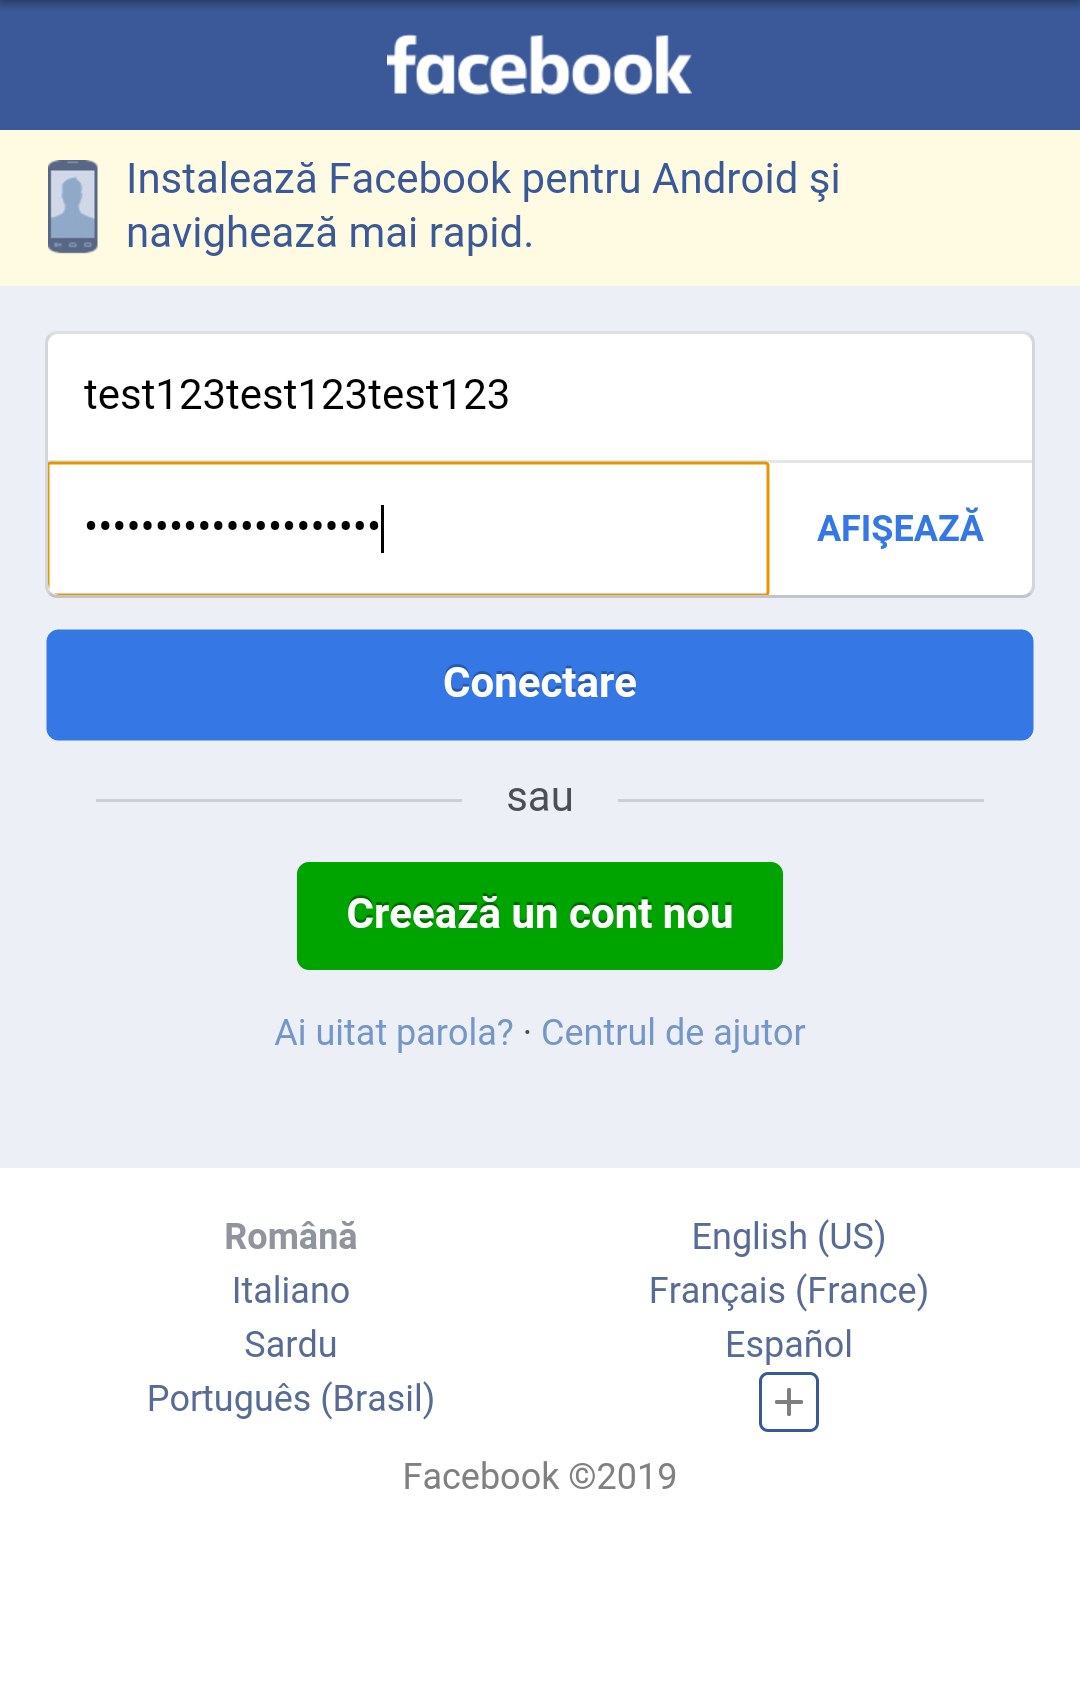 facebook
Instalează Facebook pentru Android şi
navighează mai rapid.
test123test123test123
•••••••••••••••••••••
AFIŞEAZĂ
Conectare
sau
Creează un cont nou
Ai uitat parola? · Centrul de ajutor
Română
English (US)
Italiano
Français (France)
Sardu
Español
Português (Brasil)
Facebook ©2019